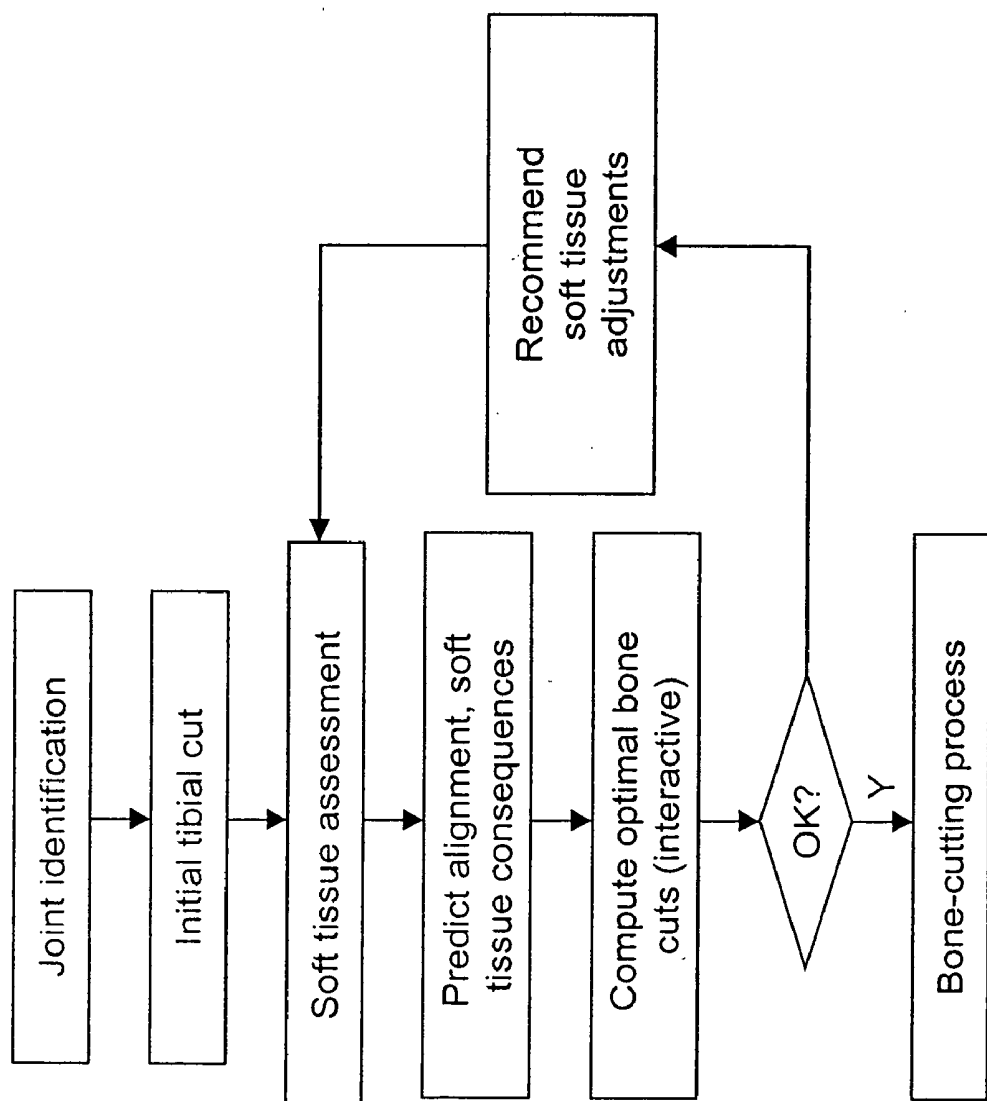 Joint identification
Initial tibial cut
Soft tissue assessment
Predict alignment, soft
tissue consequences
Compute optimal bone
cuts (interactive)
OK?
Y
Bone-cutting process
Recommend
soft tissue
adjustments